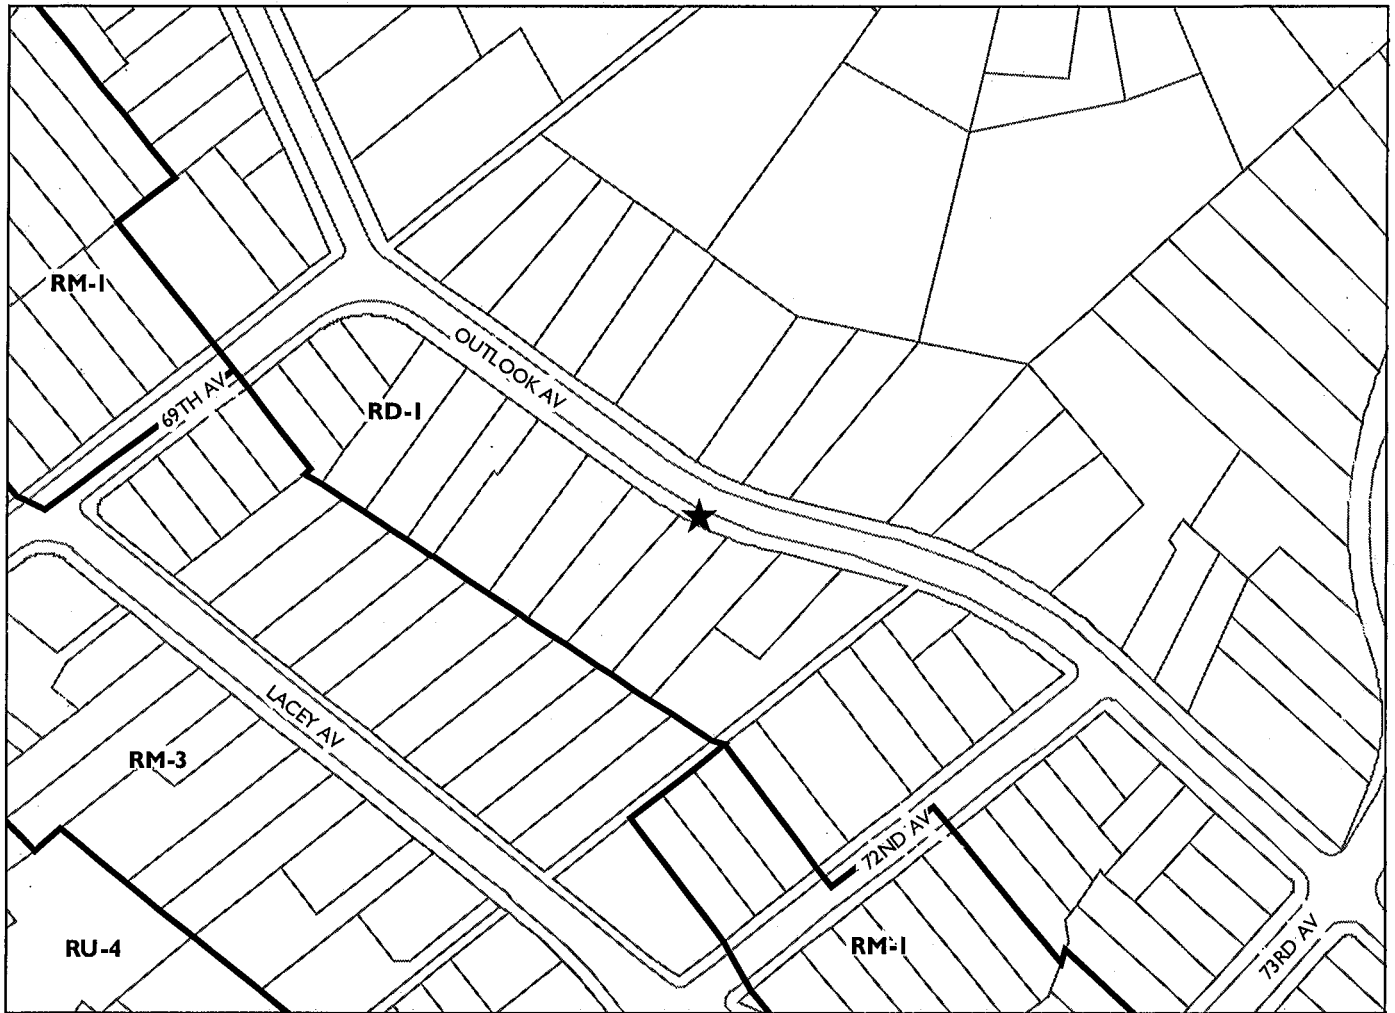 RM-1
OUTLOOK AV
69TH AV
RD-1
LACEY AV
RM-3
72ND AV
RU-4
RM-1
73RD AV